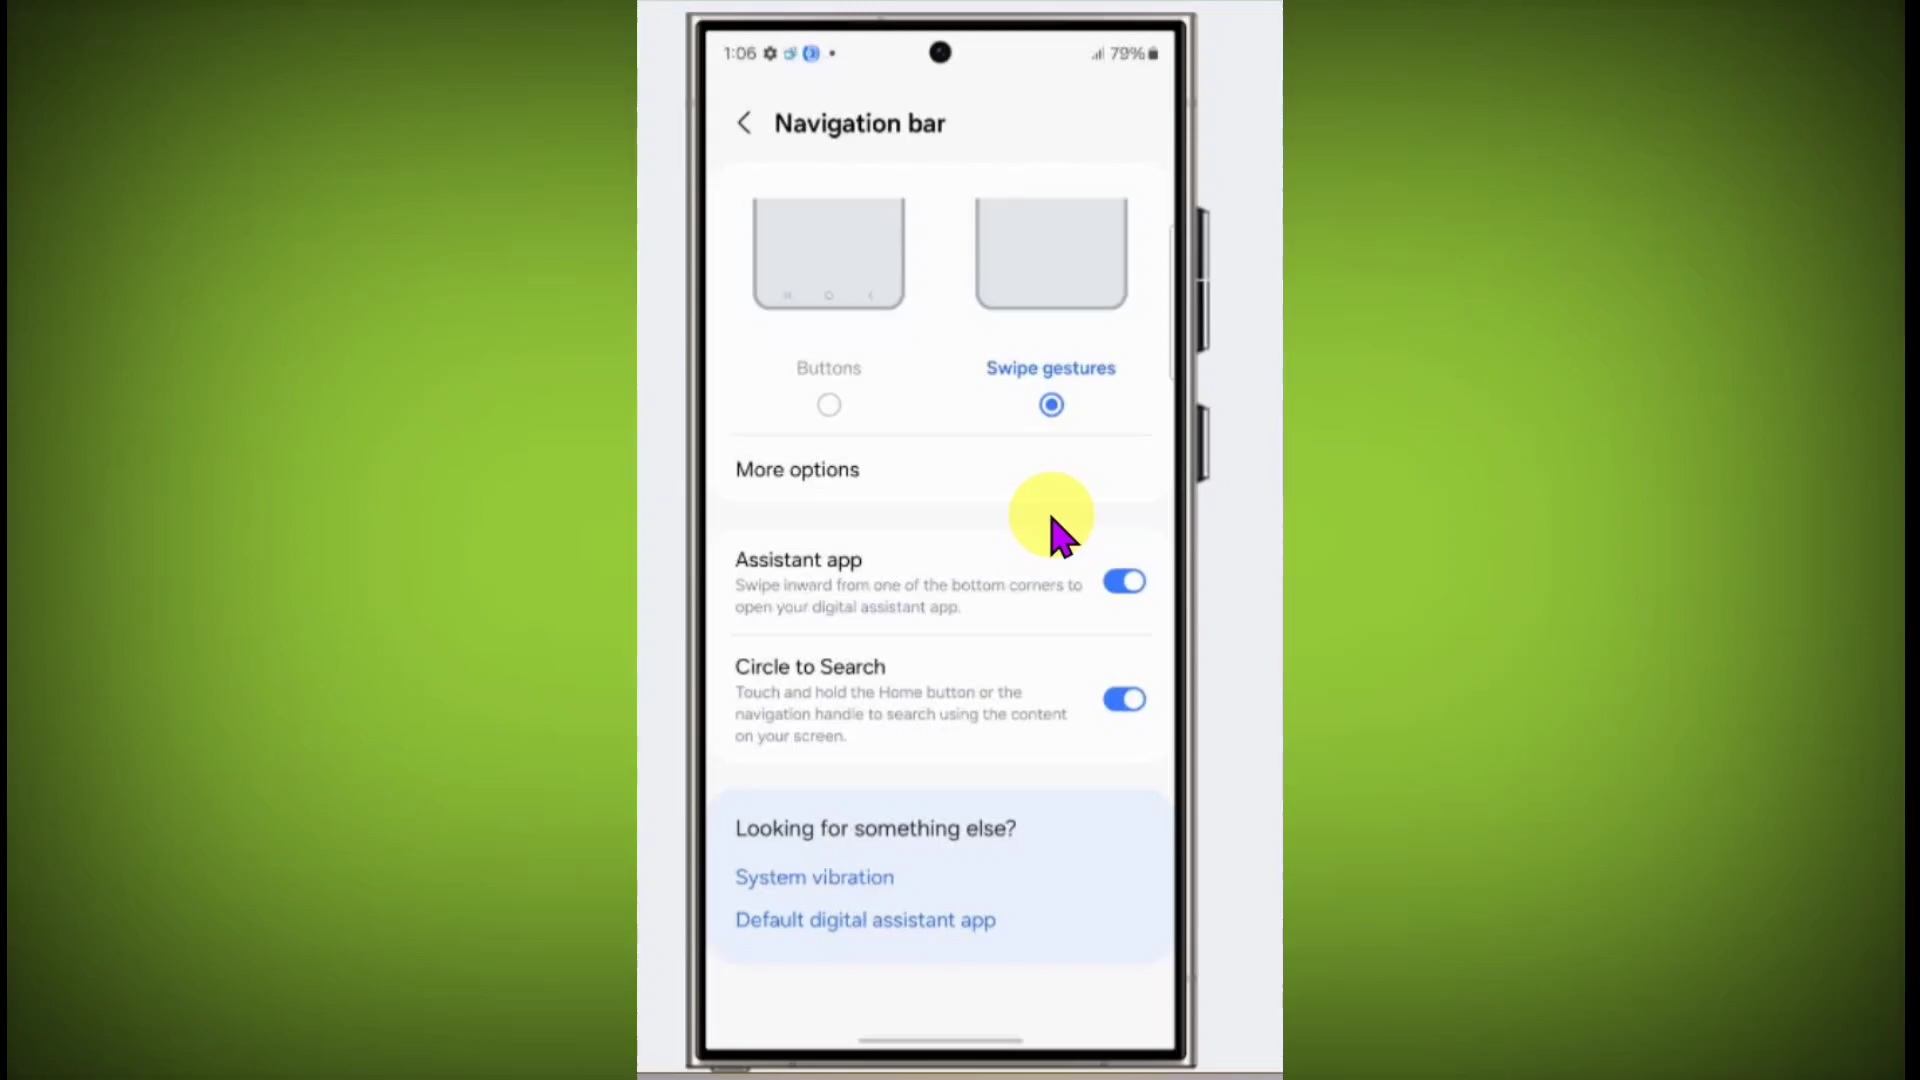 1:06
79%
Navigation bar
Buttons
Swipe gestures
More options
Assistant app
Swipe inward from one of the bottom corners to
open your digital assistant app.
Circle to Search
Touch and hold the Home button or the
navigation handle to search using the content
on your screen.
Looking for something else?
System vibration
Default digital assistant app